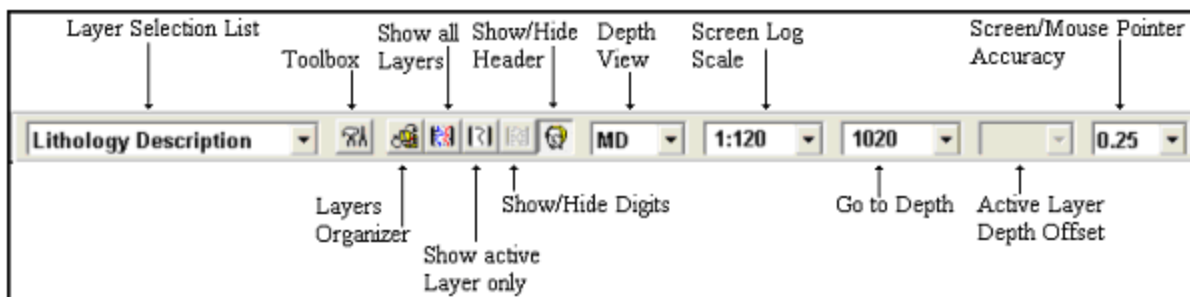 Layer Selection List
Toolbox
Show all
Layers
Show/Hide
Header
Depth
View
Screen Log
Scale
Screen/Mouse Pointer
Accuracy
Lithology Description
MD
1:120
1020
0.25
Layers
Organizer
Show active
Layer only
Show/Hide Digits
Go to Depth
Active Layer
Depth Offset